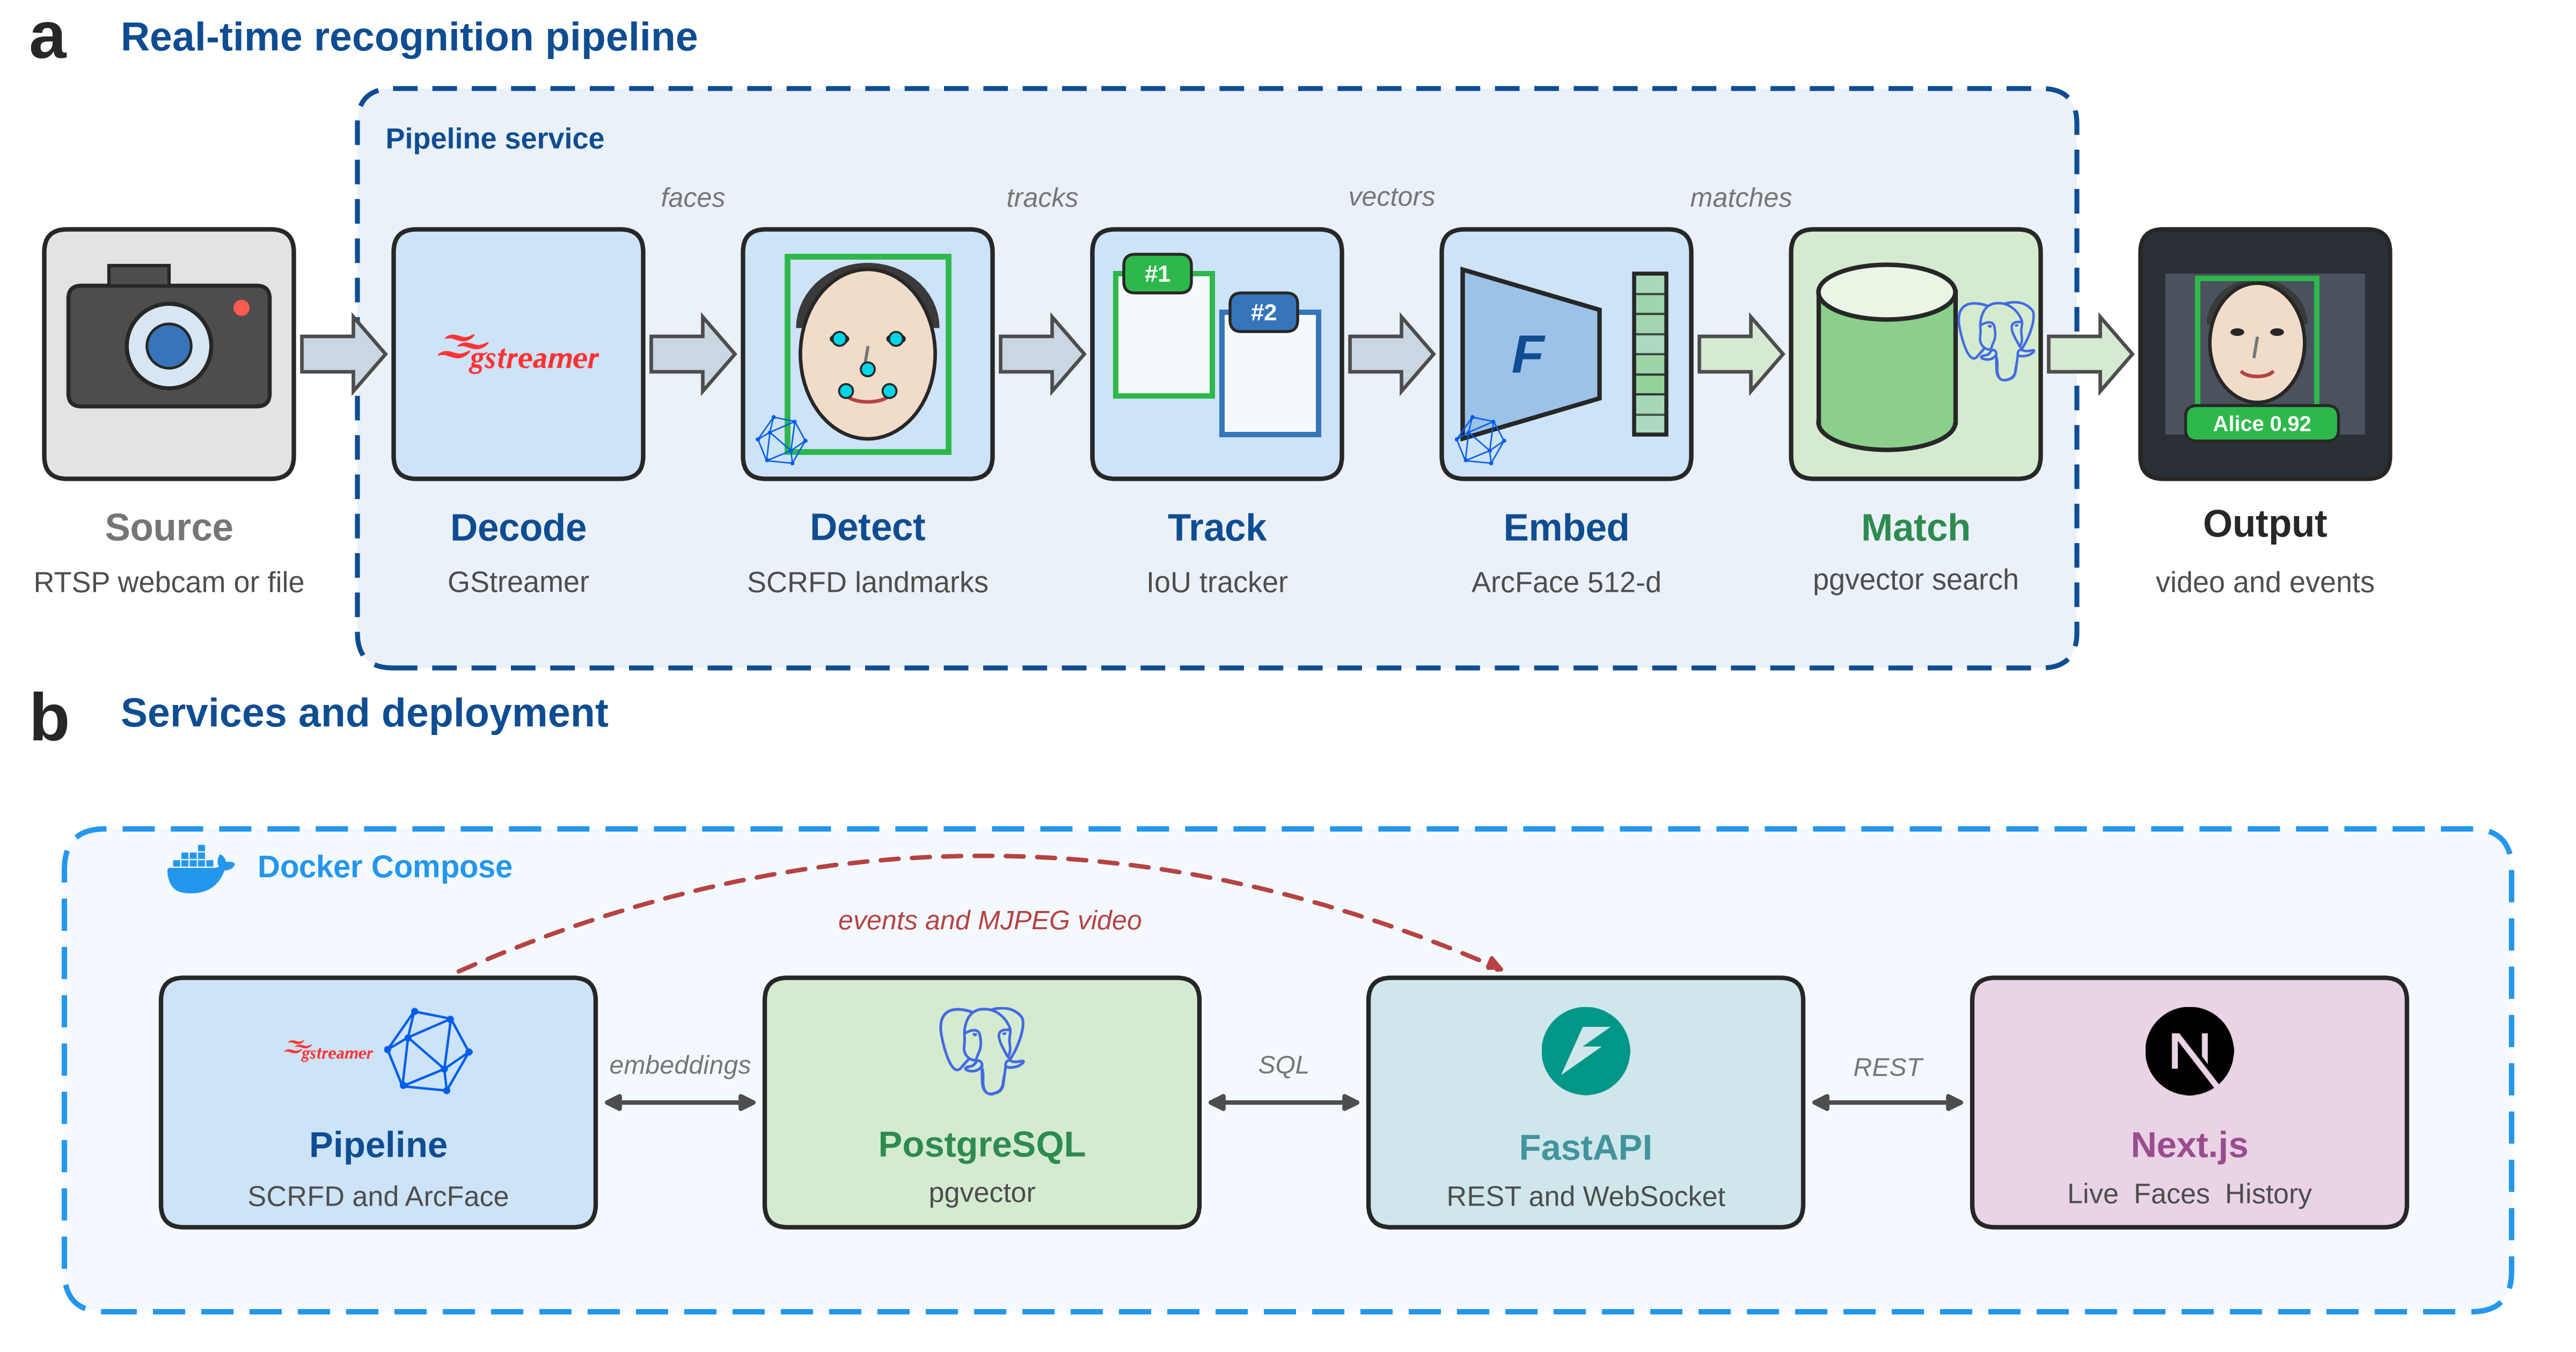 a Real-time recognition pipeline
Pipeline service
faces tracks vectors matches
#1
#2
gstreamer
F
Alice 0.92
Source Decode Detect Track Embed Match Output
RTSP webcam or file GStreamer SCRFD landmarks IoU tracker ArcFace 512-d pgvector search video and events
b Services and deployment
Docker Compose
events and MJPEG video
gstreamer
N
embeddings SQL REST
Pipeline PostgreSQL FastAPI Next.js
SCRFD and ArcFace pgvector REST and WebSocket Live Faces History